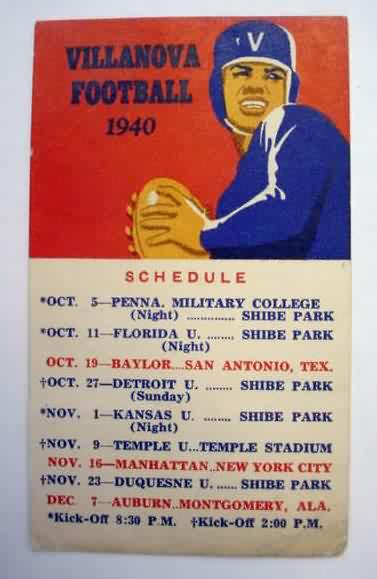 VILLANOVA
FOOTBALL
1940
V
SCHEDULE
*OCT. 5—PENNA. MILITARY COLLEGE
(Night) .............. SHIBE PARK
*OCT. 11—FLORIDA U. ....... SHIBE PARK
(Night)
OCT. 19—BAYLOR....SAN ANTONIO, TEX.
†OCT. 27—DETROIT U. ........ SHIBE PARK
(Sunday)
*NOV. 1—KANSAS U. ........ SHIBE PARK
(Night)
†NOV. 9—TEMPLE U...TEMPLE STADIUM
NOV. 16—MANHATTAN..NEW YORK CITY
†NOV. 23—DUQUESNE U. ...... SHIBE PARK
DEC. 7—AUBURN..MONTGOMERY, ALA.
*Kick-Off 8:30 P.M. †Kick-Off 2:00 P.M.